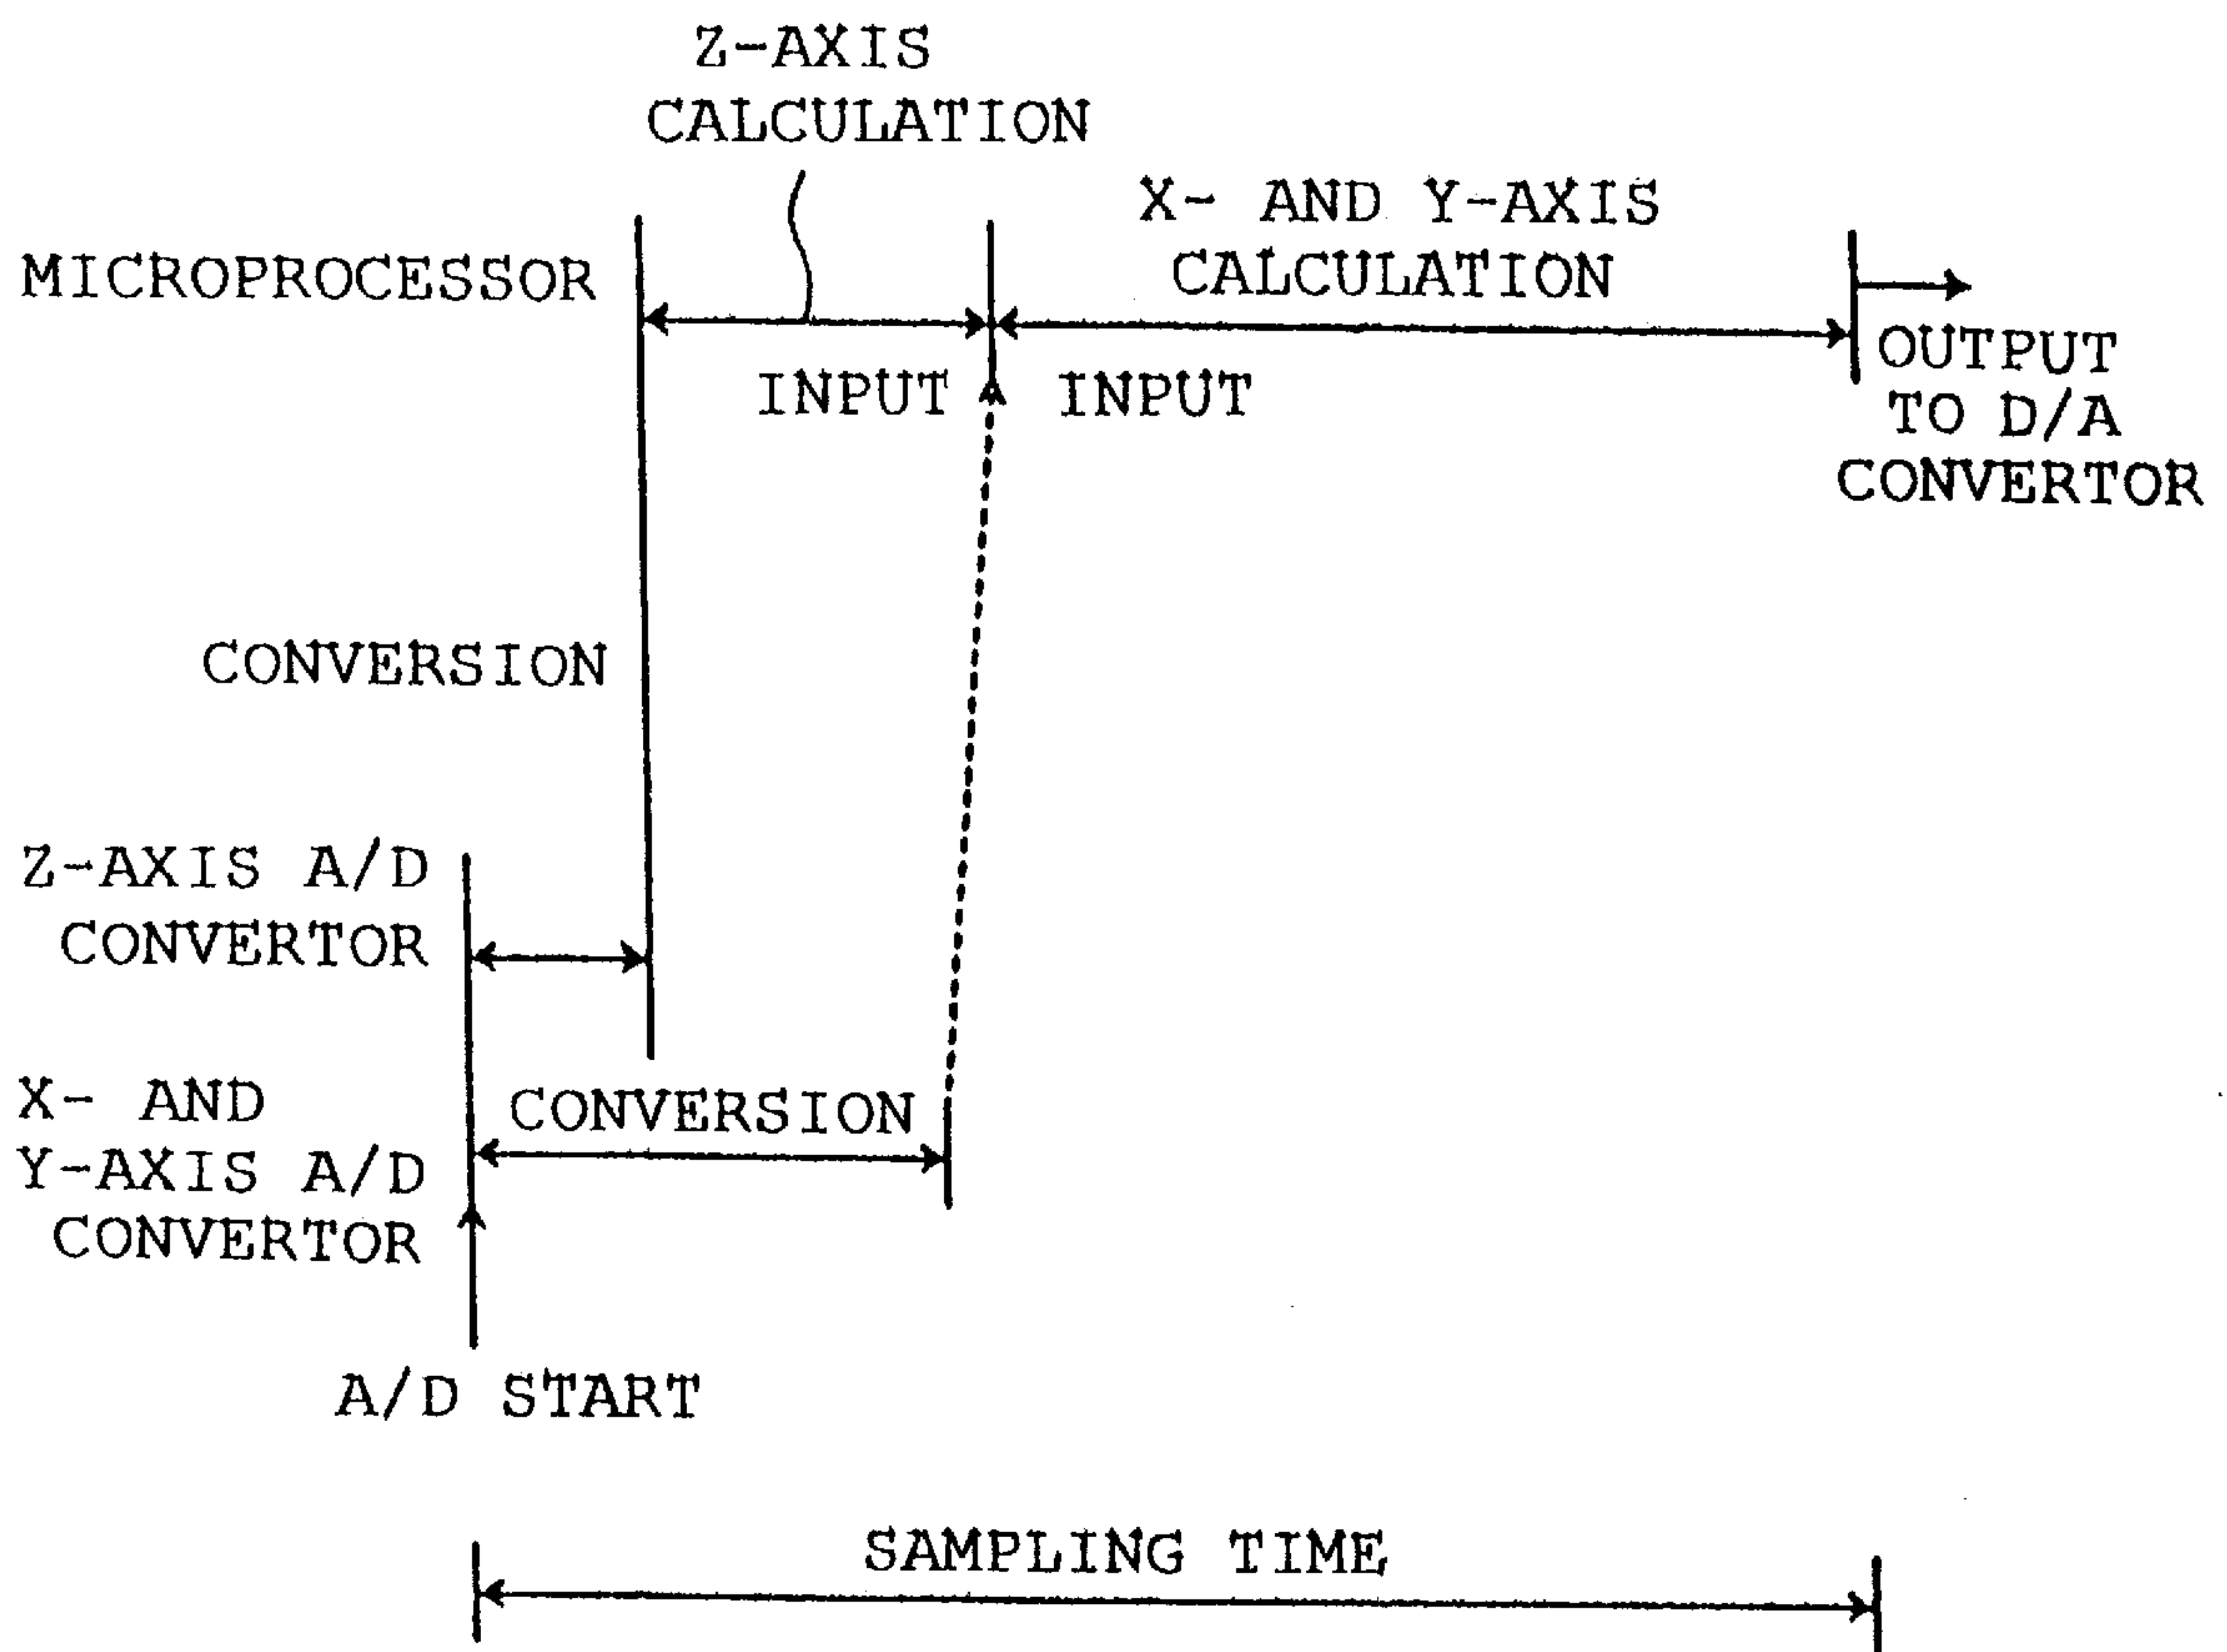 Z-AXIS
CALCULATION
X- AND Y-AXIS
CALCULATION
MICROPROCESSOR
INPUT
INPUT
OUTPUT
TO D/A
CONVERTOR
CONVERSION
Z-AXIS A/D
CONVERTOR
X- AND
Y-AXIS A/D
CONVERTOR
CONVERSION
A/D START
SAMPLING TIME